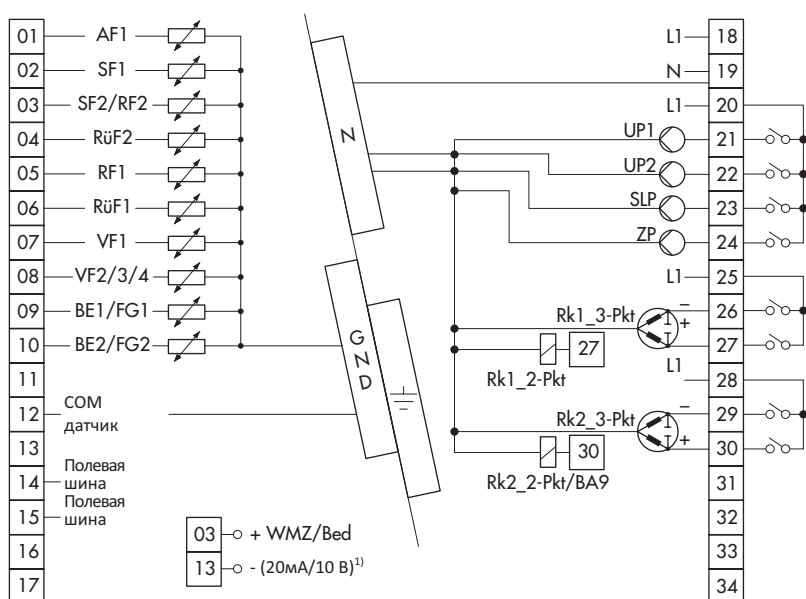 01 AF1
02 SF1
03 SF2/RF2
04 RüF2
05 RF1
06 RüF1
07 VF1
08 VF2/3/4
09 BE1/FG1
10 BE2/FG2
11
12 COM
датчик
13
14 Полевая
шина
15 Полевая
шина
16
17
03 + WMZ/Bed
13 - (20мА/10 В)1)
N
GND
L1 18
N 19
L1 20
UP1 21
UP2 22
SLP 23
ZP 24
L1 25
Rk1_3-Pkt − 26
+ 27
27
Rk1_2-Pkt
L1 28
Rk2_3-Pkt − 29
+ 30
30
Rk2_2-Pkt/BA9
31
32
33
34